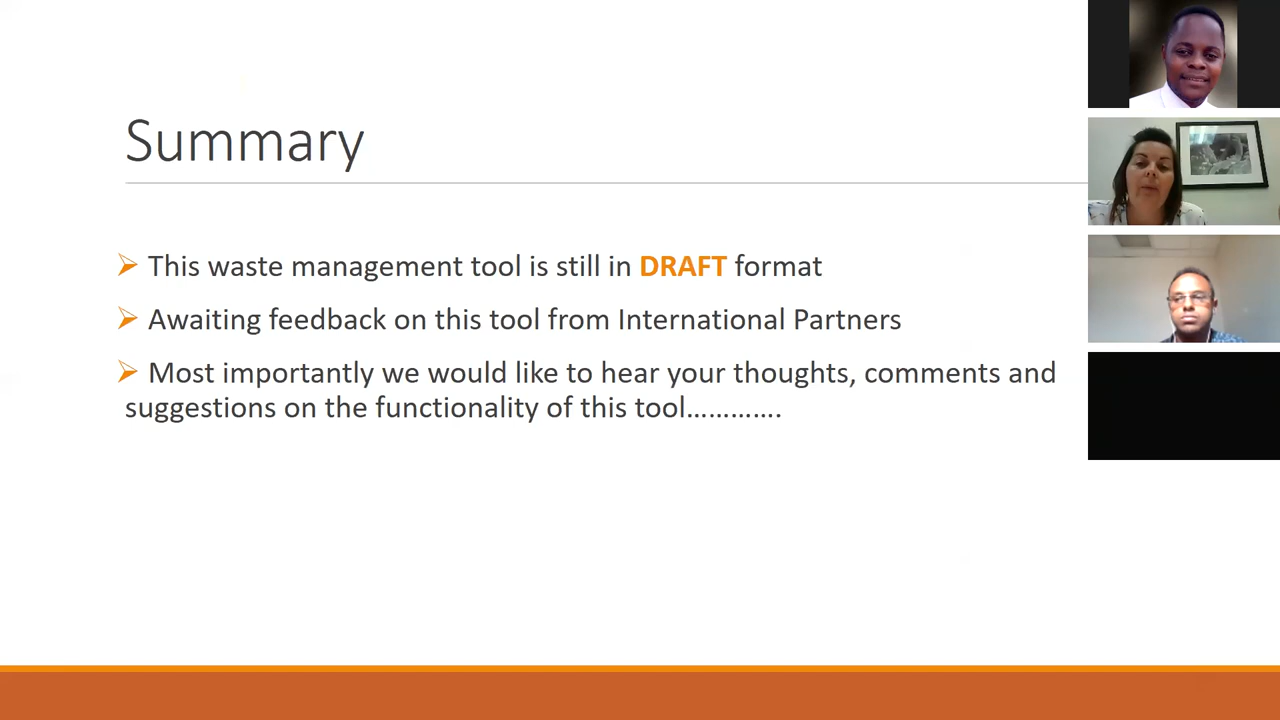 Summary
This waste management tool is still in DRAFT format
Awaiting feedback on this tool from International Partners
Most importantly we would like to hear your thoughts, comments and
suggestions on the functionality of this tool………….